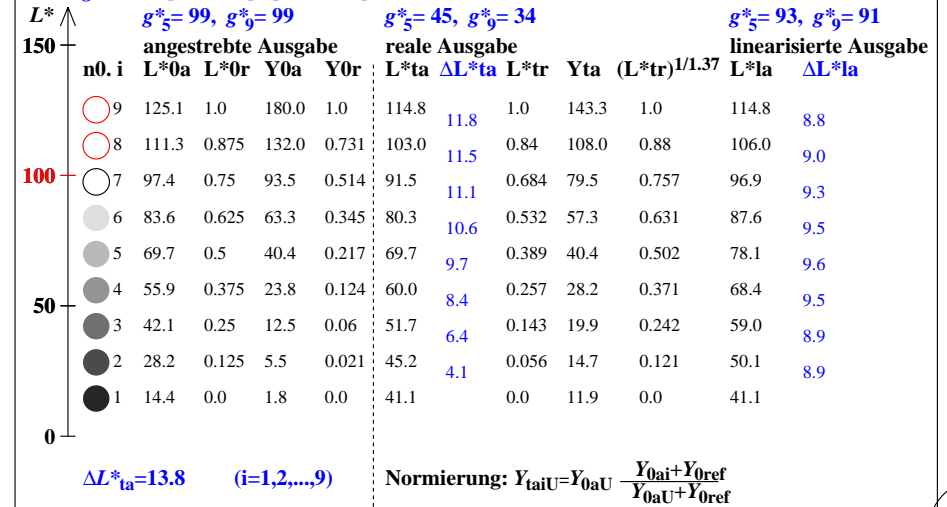 L* g*5= 99, g*9= 99 g*5= 45, g*9= 34 g*5= 93, g*9= 91
150 angestrebte Ausgabe reale Ausgabe linearisierte Ausgabe
n0. i L*0a L*0r Y0a Y0r L*ta ΔL*ta L*tr Yta (L*tr)1/1.37 L*la ΔL*la
9 125.1 1.0 180.0 1.0 114.8 1.0 143.3 1.0 114.8
11.8 8.8
8 111.3 0.875 132.0 0.731 103.0 0.84 108.0 0.88 106.0
11.5 9.0
100 7 97.4 0.75 93.5 0.514 91.5 0.684 79.5 0.757 96.9
11.1 9.3
6 83.6 0.625 63.3 0.345 80.3 0.532 57.3 0.631 87.6
10.6 9.5
5 69.7 0.5 40.4 0.217 69.7 0.389 40.4 0.502 78.1
9.7 9.6
4 55.9 0.375 23.8 0.124 60.0 0.257 28.2 0.371 68.4
50 8.4 9.5
3 42.1 0.25 12.5 0.06 51.7 0.143 19.9 0.242 59.0
6.4 8.9
2 28.2 0.125 5.5 0.021 45.2 0.056 14.7 0.121 50.1
4.1 8.9
1 14.4 0.0 1.8 0.0 41.1 0.0 11.9 0.0 41.1
0
ΔL*ta=13.8 (i=1,2,...,9) Normierung: YtaiU=Y0aU Y0ai+Y0ref
Y0aU+Y0ref